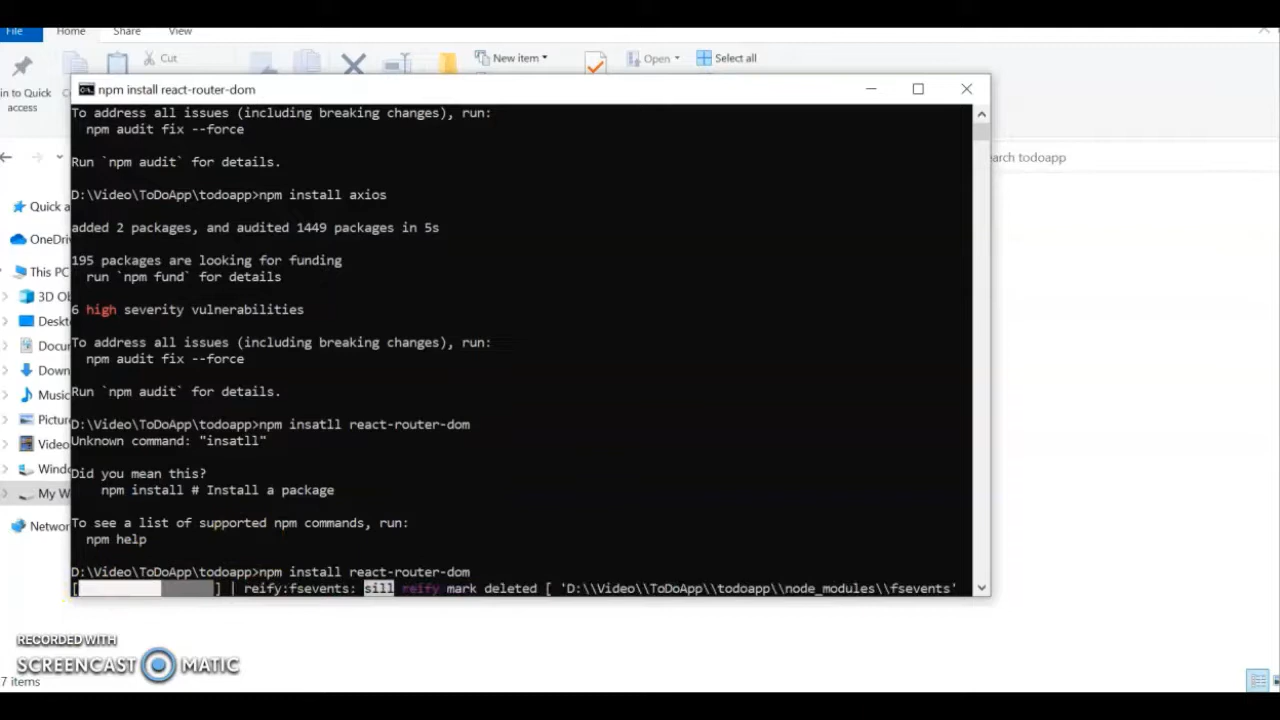 File
Home
Share
View
Cut
New item
Open
Select all
in to Quick
access
npm install react-router-dom
To address all issues (including breaking changes), run:
npm audit fix --force
Run `npm audit` for details.
D:\Video\ToDoApp\todoapp>npm install axios
added 2 packages, and audited 1449 packages in 5s
195 packages are looking for funding
run `npm fund` for details
6 high severity vulnerabilities
To address all issues (including breaking changes), run:
npm audit fix --force
Run `npm audit` for details.
D:\Video\ToDoApp\todoapp>npm insatll react-router-dom
Unknown command: "insatll"
Did you mean this?
npm install # Install a package
To see a list of supported npm commands, run:
npm help
D:\Video\ToDoApp\todoapp>npm install react-router-dom
[ ] | reify:fsevents: sill reify mark deleted [ 'D:\\Video\\ToDoApp\\todoapp\\node_modules\\fsevents'
arch todoapp
Quick a
OneDriv
This PC
3D Ob
Deskt
Docum
Down
Music
Picture
Video
Windo
My W
Networ
RECORDED WITH
SCREENCAST MATIC
7 items